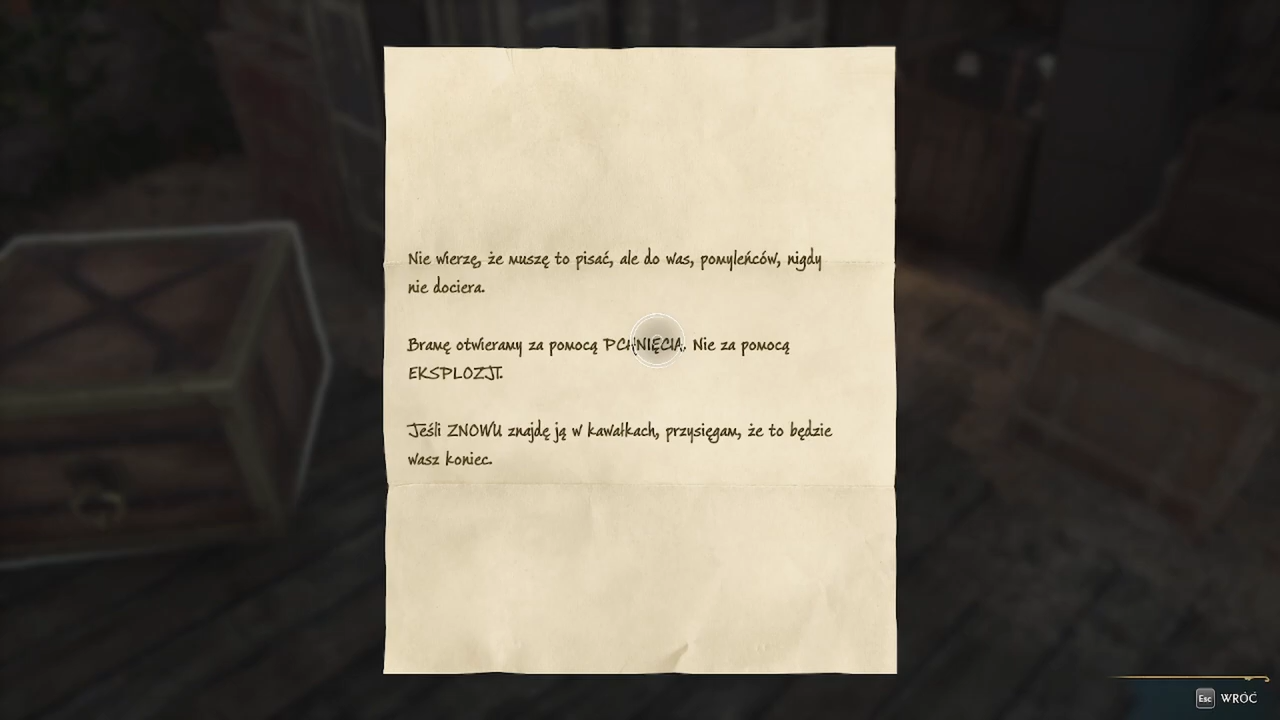 Nie wierzę, że muszę to pisać, ale do was, pomyleńców, nigdy
nie dociera.
Bramę otwieramy za pomocą PCHNIĘCIA. Nie za pomocą
EKSPLOZJI.
Jeśli ZNOWU znajdę ją w kawałkach, przysięgam, że to będzie
wasz koniec.
Esc WRÓĆ